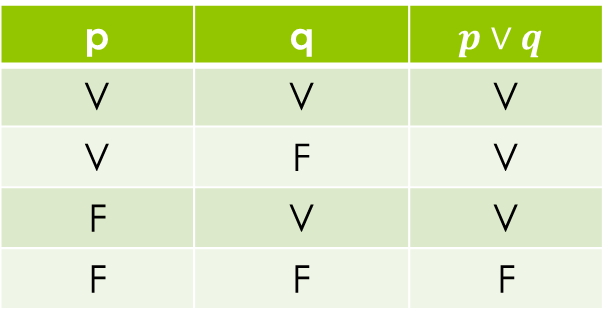 p q p ∨ q
V V V
V F V
F V V
F F F